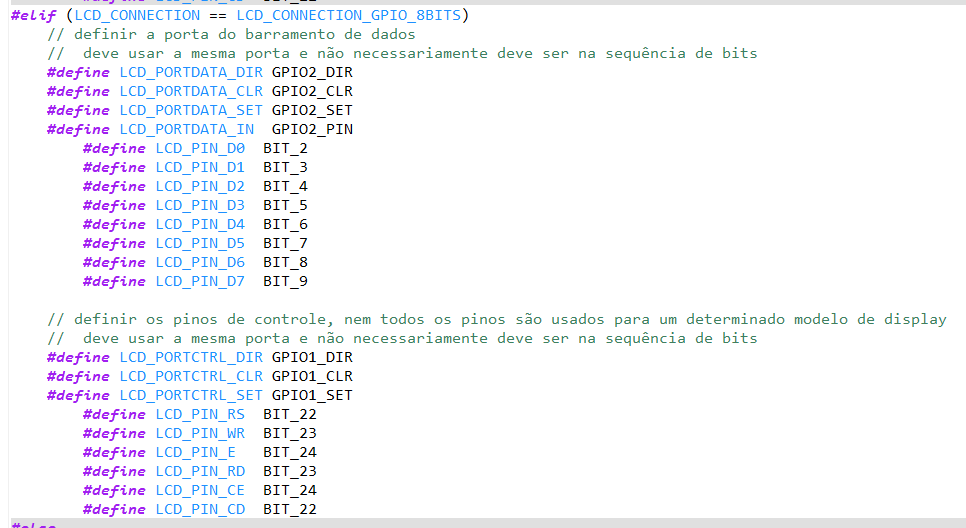 #elif (LCD_CONNECTION == LCD_CONNECTION_GPIO_8BITS)
// definir a porta do barramento de dados
//  deve usar a mesma porta e não necessariamente deve ser na sequência de bits
#define LCD_PORTDATA_DIR GPIO2_DIR
#define LCD_PORTDATA_CLR GPIO2_CLR
#define LCD_PORTDATA_SET GPIO2_SET
#define LCD_PORTDATA_IN  GPIO2_PIN
#define LCD_PIN_D0  BIT_2
#define LCD_PIN_D1  BIT_3
#define LCD_PIN_D2  BIT_4
#define LCD_PIN_D3  BIT_5
#define LCD_PIN_D4  BIT_6
#define LCD_PIN_D5  BIT_7
#define LCD_PIN_D6  BIT_8
#define LCD_PIN_D7  BIT_9
// definir os pinos de controle, nem todos os pinos são usados para um determinado modelo de display
//  deve usar a mesma porta e não necessariamente deve ser na sequência de bits
#define LCD_PORTCTRL_DIR GPIO1_DIR
#define LCD_PORTCTRL_CLR GPIO1_CLR
#define LCD_PORTCTRL_SET GPIO1_SET
#define LCD_PIN_RS  BIT_22
#define LCD_PIN_WR  BIT_23
#define LCD_PIN_E   BIT_24
#define LCD_PIN_RD  BIT_23
#define LCD_PIN_CE  BIT_24
#define LCD_PIN_CD  BIT_22